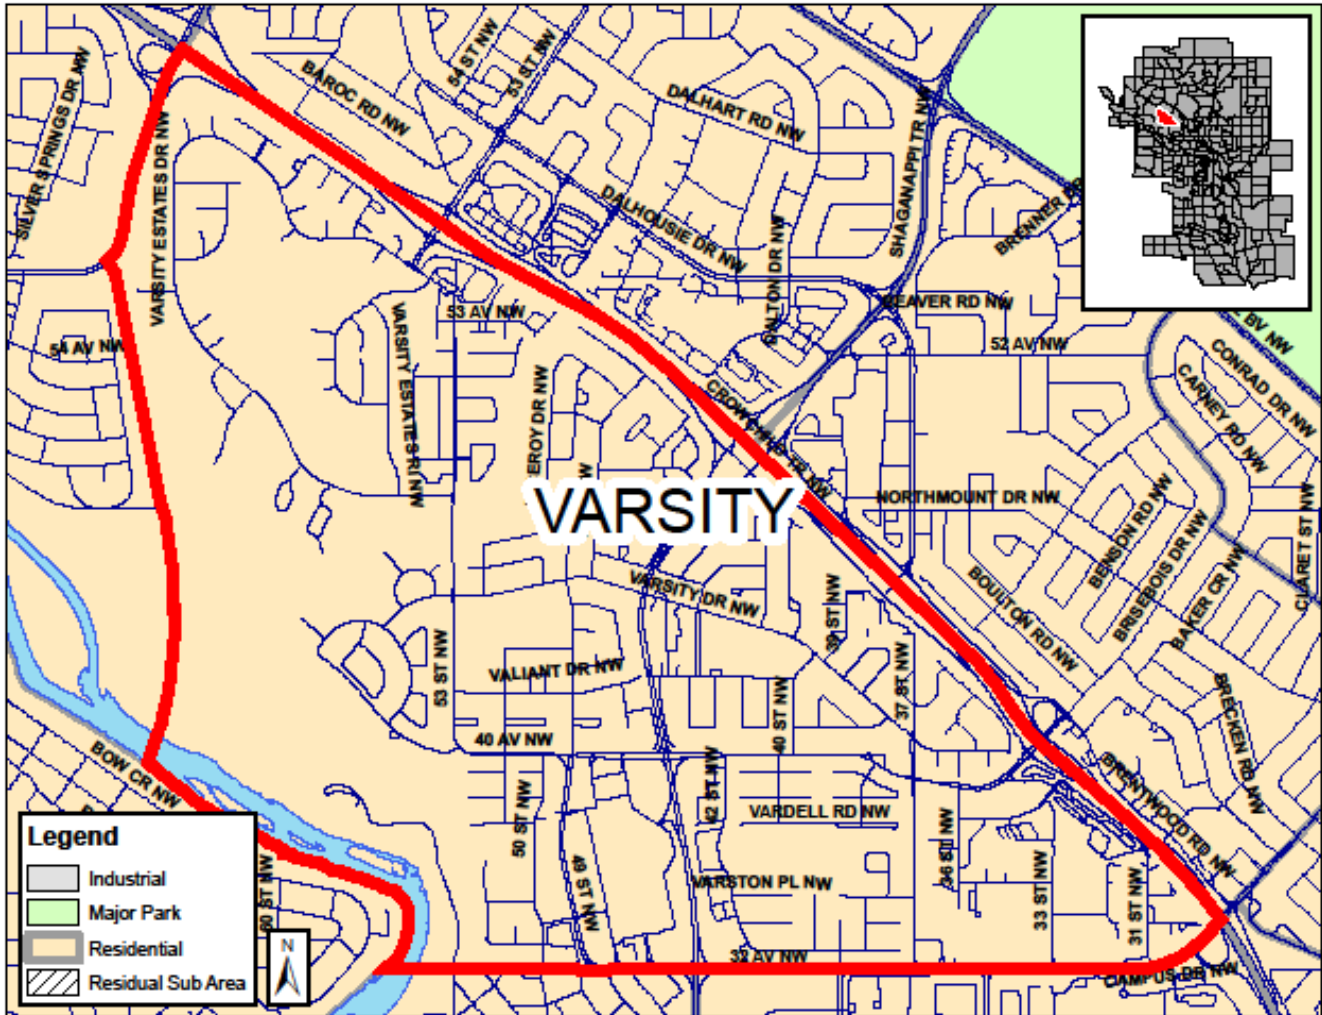 SILVER SPRINGS DR NW
VARSITY ESTATES DR NW
BAROC RD NW
54 ST NW
53 ST NW
DALHART RD NW
SHAGANAPPI TR NW
DALHOUSIE DR NW
DALTON DR NW
BRENNER
BEAVER RD NW
52 AV NW
BV NW
CONRAD DR NW
CARNEY RD NW
54 AV NW
53 AV NW
VARSITY ESTATES RI NW
EROY DR NW
W
CROWCHILD TR NW
VARSITY
NORTHMOUNT DR NW
BENSON RD NW
BRISEBOIS DR NW
BAKER CR NW
CLARET ST NW
BOULTON RD NW
VARSITY DR NW
39 ST NW
37 ST NW
53 ST NW
VALIANT DR NW
40 ST NW
40 AV NW
BRECKEN RD NW
BRENTWOOD RD NW
BOW CR NW
42 ST NW
VARDELL RD NW
50 ST NW
36 ST NW
49 ST NW
VARSTON PL NW
33 ST NW
31 ST NW
60 ST NW
32 AV NW
CAMPUS DR NW
Legend
Industrial
Major Park
Residential
Residual Sub Area
N